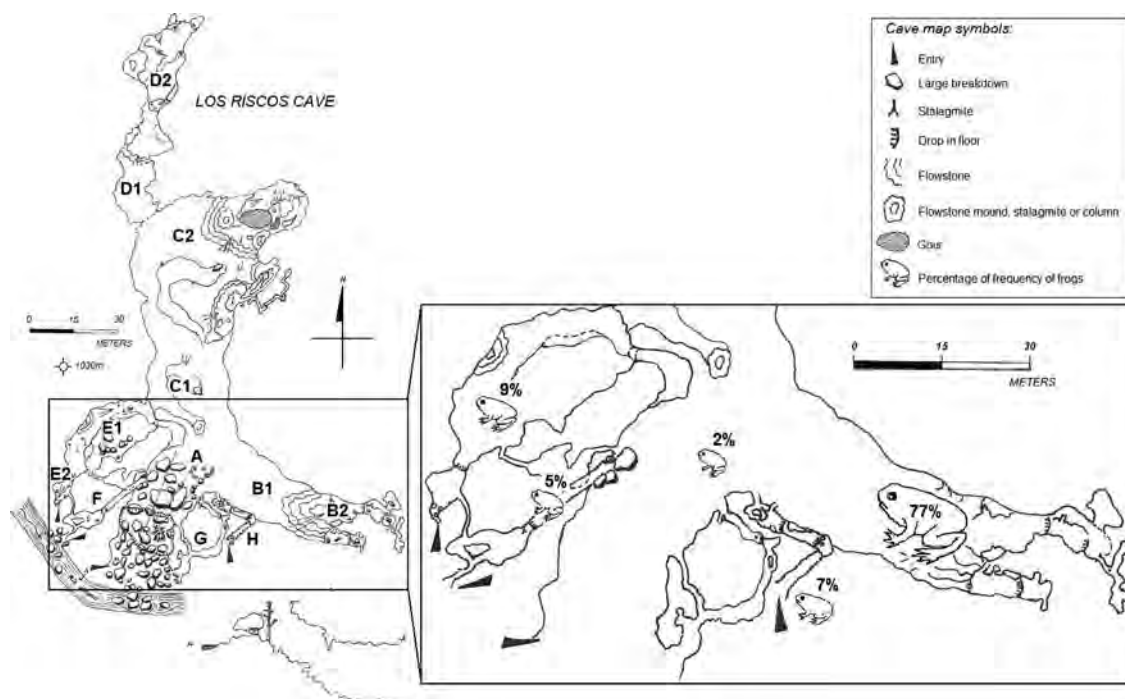 D2
LOS RISCOS CAVE
D1
C2
0 15 30
METERS
N
1000m
C1
E1
A
E2
F
B1
B2
G
H
Cave map symbols:
Entry
Large breakdown
Stalagmite
Drop in floor
Flowstone
Flowstone mound, stalagmite or column
Gour
Percentage of frequency of frogs
0 15 30
METERS
9%
2%
5%
77%
7%